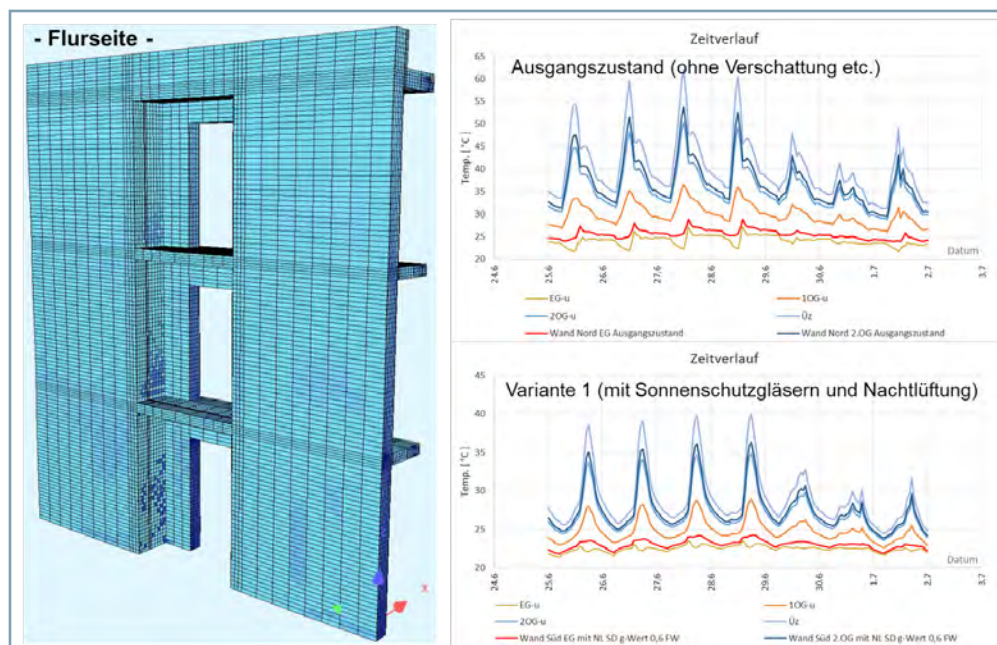 - Flurseite -
x
Zeitverlauf
Ausgangszustand (ohne Verschattung etc.)
Temp. [ °C]
65
60
55
50
45
40
35
30
25
20
Datum
24.6
25.6
26.6
27.6
28.6
29.6
30.6
1.7
2.7
EG-u
1OG-u
2OG-u
Üz
Wand Nord EG Ausgangszustand
Wand Nord 2.OG Ausgangszustand
Zeitverlauf
Variante 1 (mit Sonnenschutzgläsern und Nachtlüftung)
Temp. [ °C]
45
40
35
30
25
20
Datum
24.6
25.6
26.6
27.6
28.6
29.6
30.6
1.7
2.7
EG-u
1OG-u
2OG-u
Üz
Wand Süd EG mit NL SD g-Wert 0,6 FW
Wand Süd 2.OG mit NL SD g-Wert 0,6 FW